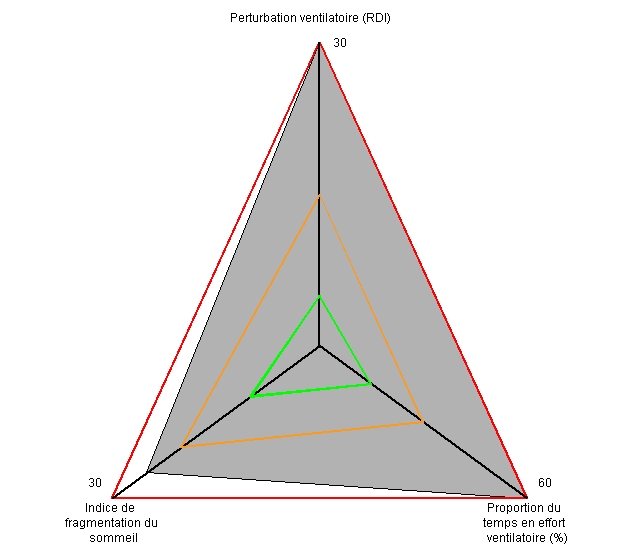 Perturbation ventilatoire (RDI)
30
30
60
Indice de
fragmentation du
sommeil
Proportion du
temps en effort
ventilatoire (%)